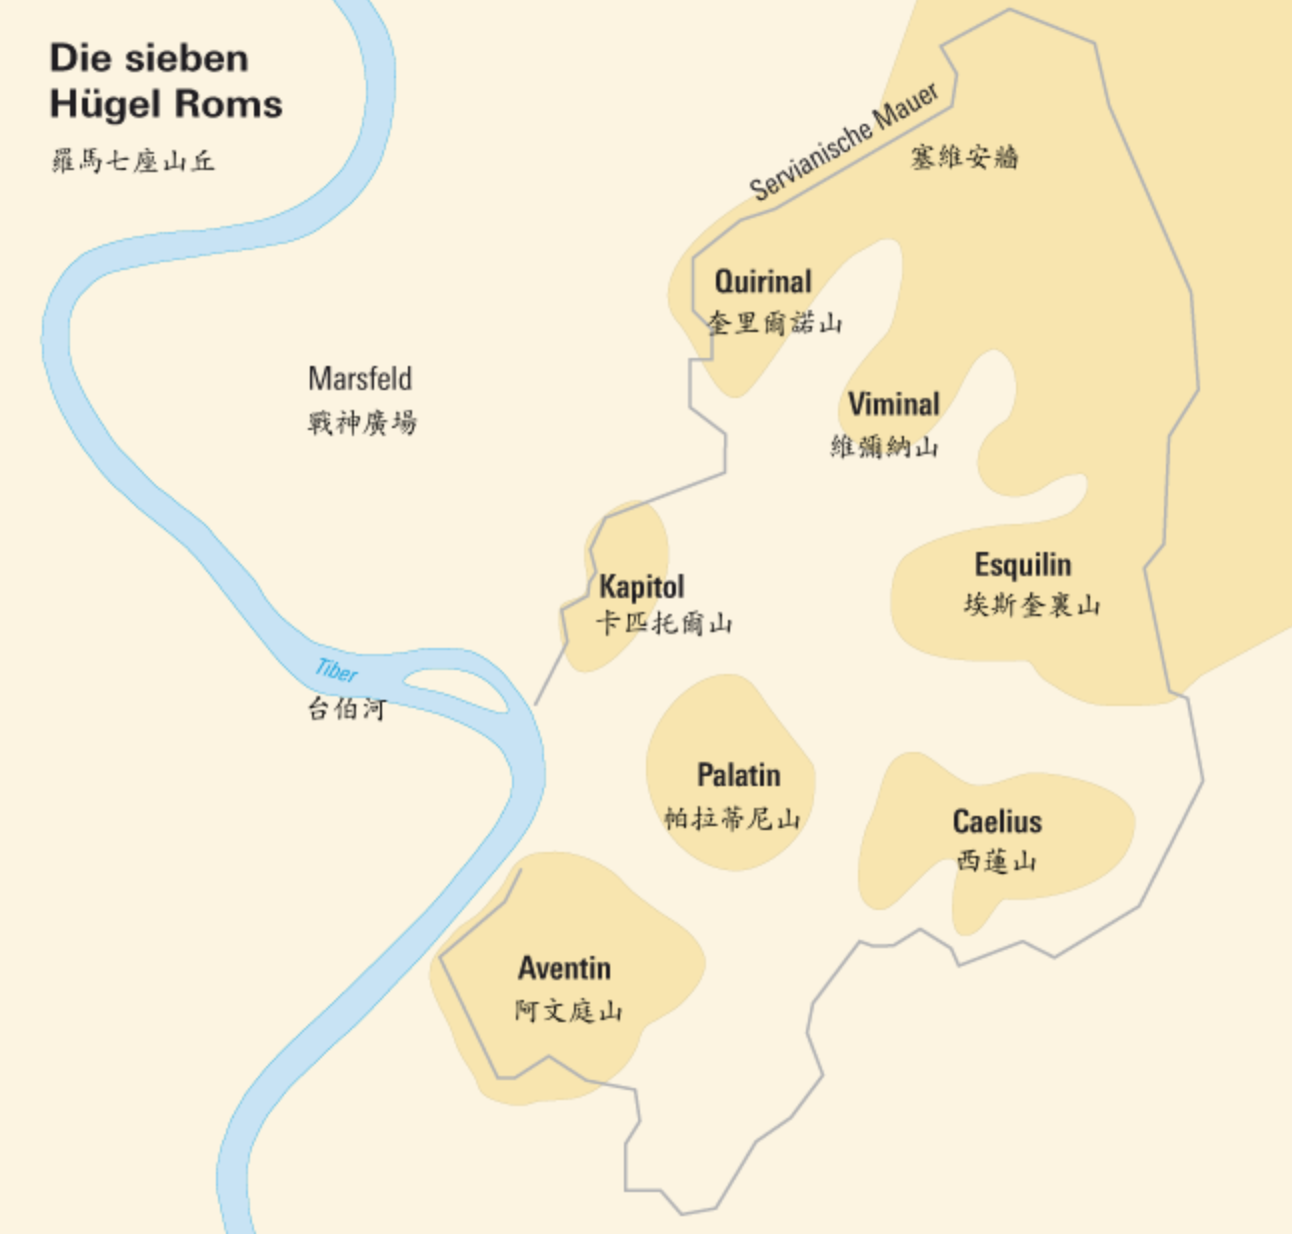 Die sieben
Hügel Roms
羅馬七座山丘
Servianische Mauer
塞維安牆
Quirinal
奎里爾諾山
Marsfeld
戰神廣場
Viminal
維彌納山
Esquilin
埃斯奎裏山
Kapitol
卡匹托爾山
Tiber
台伯河
Palatin
帕拉蒂尼山
Caelius
西蓮山
Aventin
阿文庭山